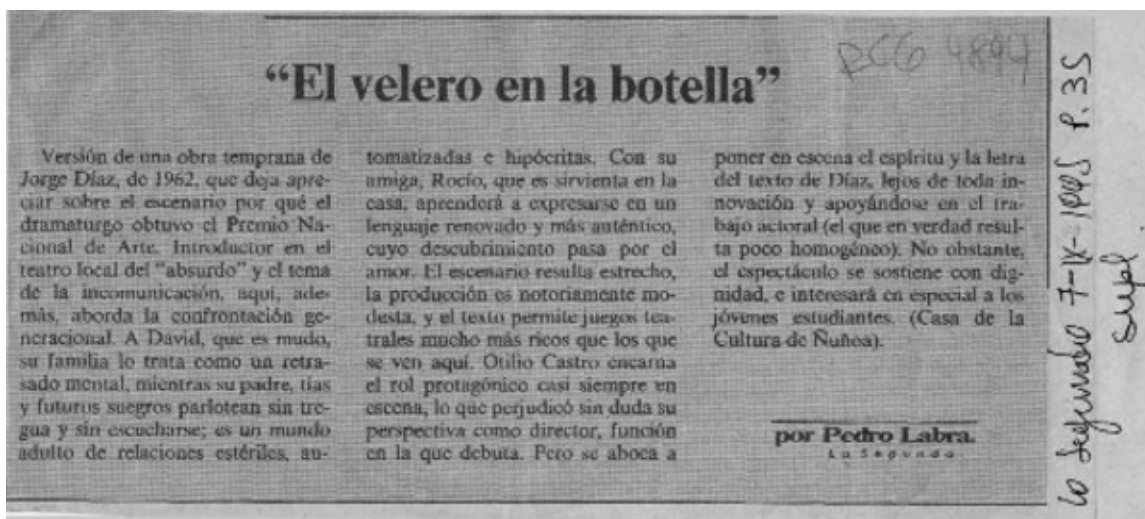 RCG 4894
“El velero en la botella”
Versión de una obra temprana de
Jorge Díaz, de 1962, que deja apre-
ciar sobre el escenario por qué el
dramaturgo obtuvo el Premio Na-
cional de Arte. Introductor en el
teatro local del "absurdo" y el tema
de la incomunicación, aquí, ade-
más, aborda la confrontación ge-
neracional. A David, que es mudo,
su familia lo trata como un retra-
sado mental, mientras su padre, tías
y futuros suegros parlotean sin tre-
gua y sin escucharse; es un mundo
adulto de relaciones estériles, au-
tomatizadas e hipócritas. Con su
amiga, Rocío, que es sirvienta en la
casa, aprenderá a expresarse en un
lenguaje renovado y más auténtico,
cuyo descubrimiento pasa por el
amor. El escenario resulta estrecho,
la producción es notoriamente mo-
desta, y el texto permite juegos tea-
trales mucho más ricos que los que
se ven aquí. Otilio Castro encarna
el rol protagónico casi siempre en
escena, lo que perjudicó sin duda su
perspectiva como director, función
en la que debuta. Pero se aboca a
poner en escena el espíritu y la letra
del texto de Díaz, lejos de toda in-
novación y apoyándose en el tra-
bajo actoral (el que en verdad resul-
ta poco homogéneo). No obstante,
el espectáculo se sostiene con dig-
nidad, e interesará en especial a los
jóvenes estudiantes. (Casa de la
Cultura de Ñuñoa).
por Pedro Labra.
La Segunda
La Segunda 7-IX-1995 P. 35
supl.